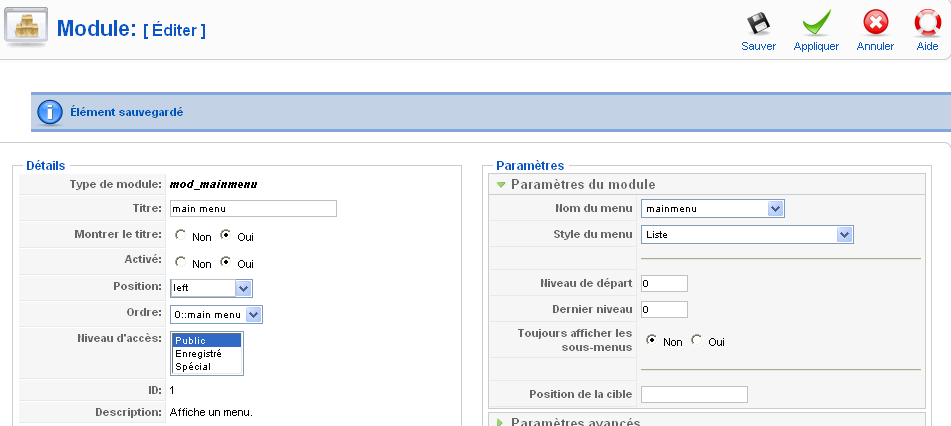 Module: [ Éditer ]
Sauver Appliquer Annuler Aide
Élément sauvegardé
Détails
Type de module: mod_mainmenu
Titre: main menu
Montrer le titre: Non Oui
Activé: Non Oui
Position: left
Ordre: 0::main menu
Niveau d'accès: Public
Enregistré
Spécial
ID: 1
Description: Affiche un menu.
Paramètres
Paramètres du module
Nom du menu mainmenu
Style du menu Liste
Niveau de départ 0
Dernier niveau 0
Toujours afficher les
sous-menus Non Oui
Position de la cible
Paramètres avancés